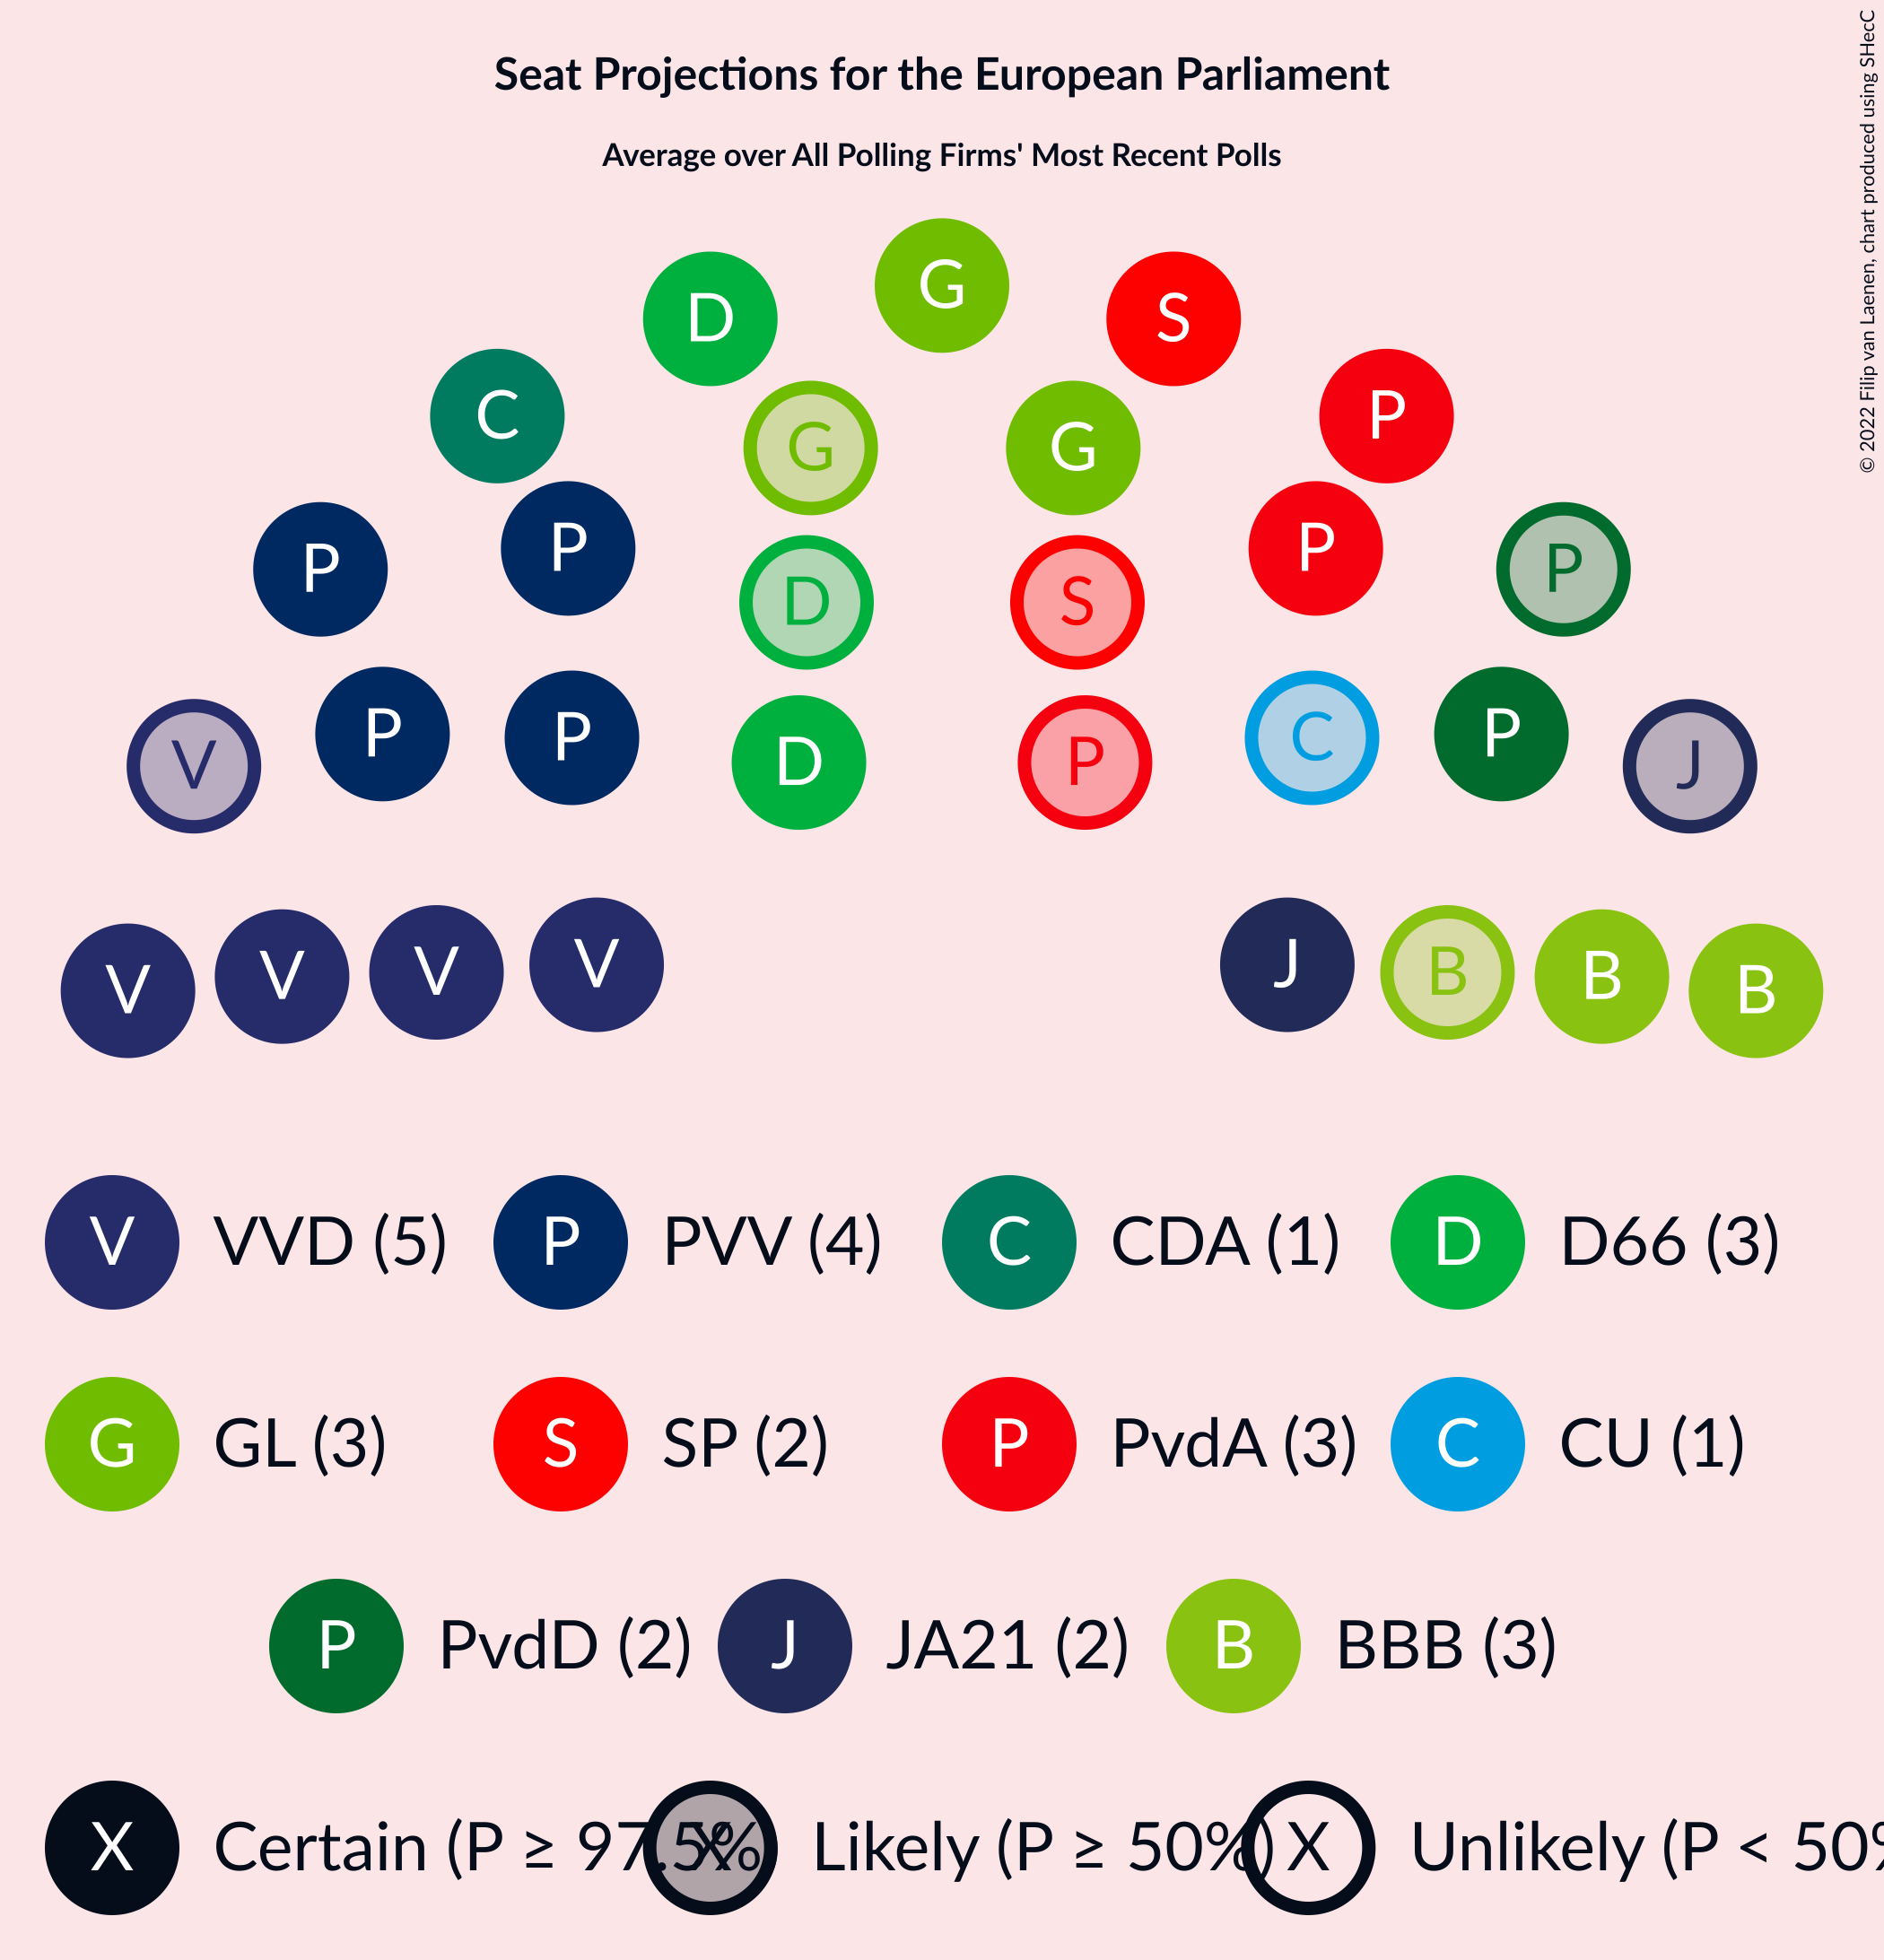 Seat Projections for the European Parliament
Average over All Polling Firms' Most Recent Polls
© 2022 Filip van Laenen, chart produced using SHecC
G
D S
C P
G G
P P P P
D S
V P P D P C P J
V V V V J B B B
V VVD (5) P PVV (4) C CDA (1) D D66 (3)
G GL (3) S SP (2) P PvdA (3) C CU (1)
P PvdD (2) J JA21 (2) B BBB (3)
X Certain (P ≥ 97.5% X Likely (P ≥ 50%) X Unlikely (P < 50%